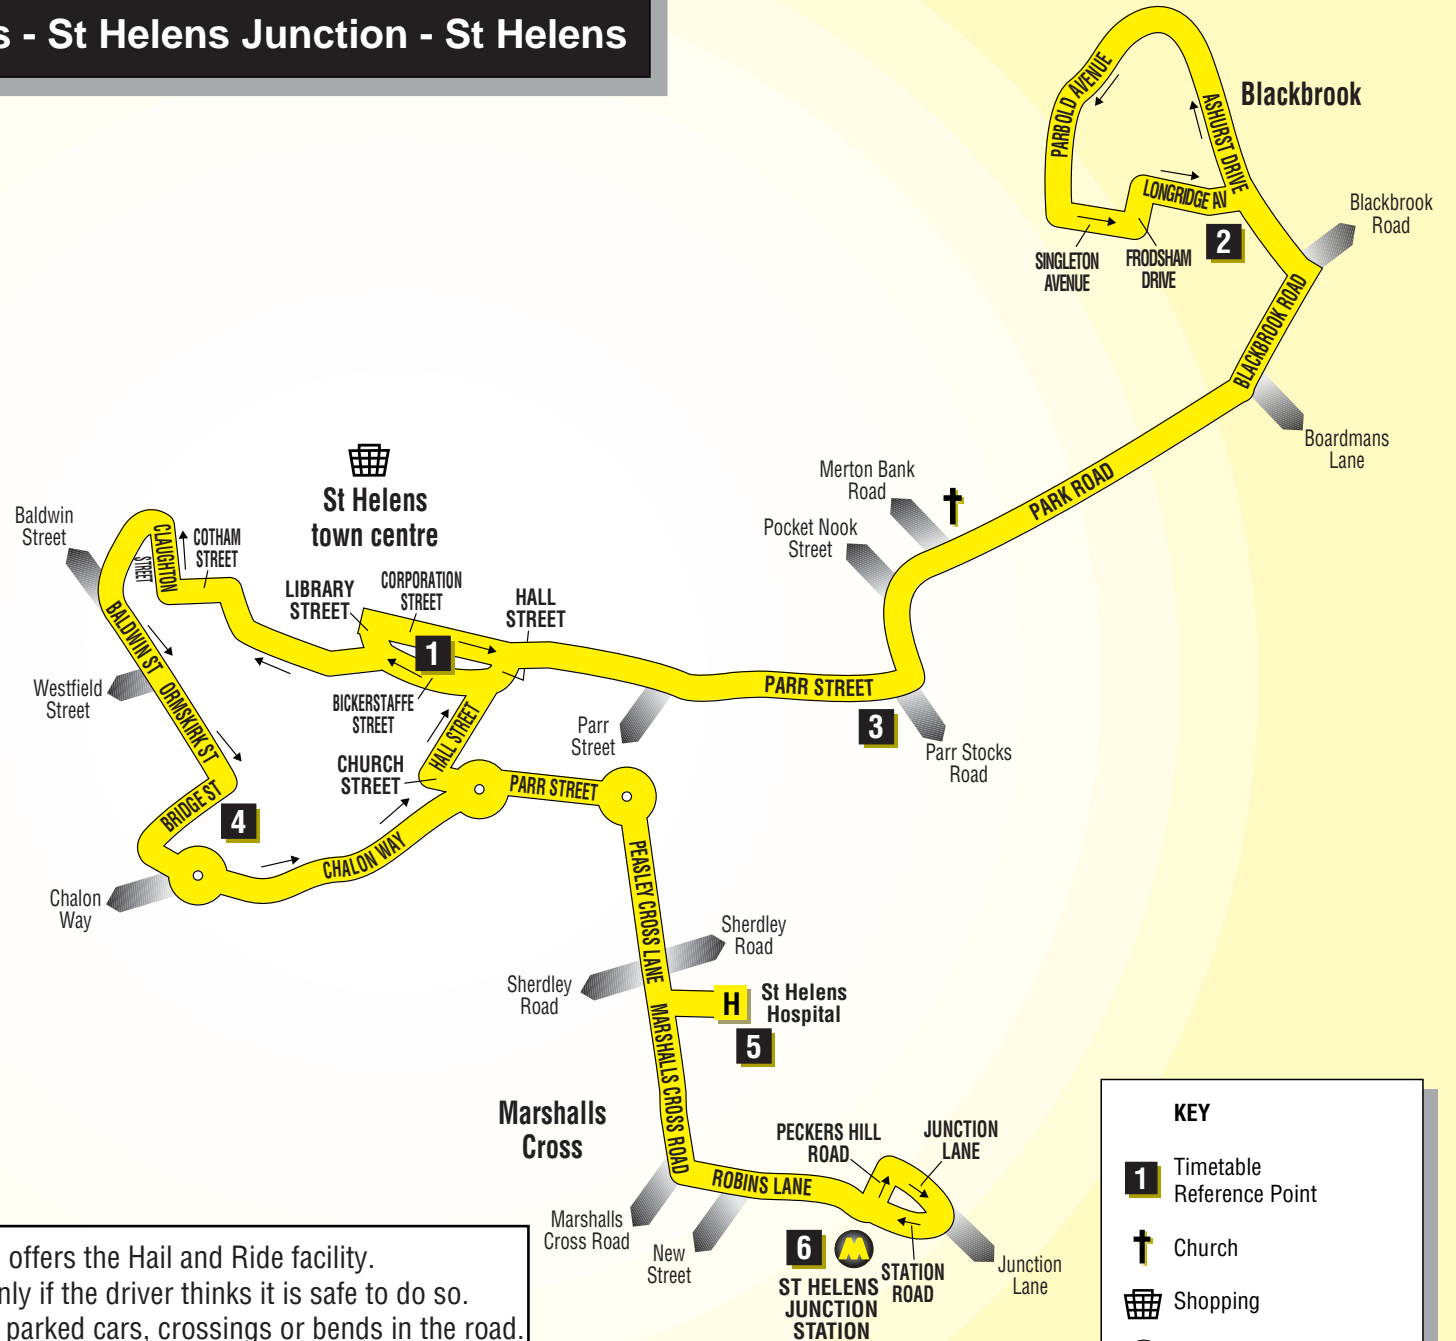 s - St Helens Junction - St Helens
Blackbrook
PARBOLD AVENUE
ASHURST DRIVE
LONGRIDGE AV
2
SINGLETON
AVENUE
FRODSHAM
DRIVE
Blackbrook
Road
BLACKBROOK ROAD
Boardmans
Lane
PARK ROAD
Merton Bank
Road
Pocket Nook
Street
St Helens
town centre
Baldwin
Street
CLAUGHTON
STREET
COTHAM
STREET
LIBRARY
STREET
CORPORATION
STREET
HALL
STREET
1
BALDWIN ST
ORMSKIRK ST
Westfield
Street
BICKERSTAFFE
STREET
HALL STREET
CHURCH
STREET
Parr
Street
PARR STREET
3
Parr Stocks
Road
PARR STREET
BRIDGE ST
4
CHALON WAY
Chalon
Way
PEASLEY CROSS LANE
Sherdley
Road
Sherdley
Road
H
St Helens
Hospital
5
MARSHALLS CROSS ROAD
Marshalls
Cross
PECKERS HILL
ROAD
JUNCTION
LANE
ROBINS LANE
Marshalls
Cross Road
New
Street
6
M
ST HELENS
JUNCTION
STATION
STATION
ROAD
Junction
Lane
KEY
1
Timetable
Reference Point
Church
Shopping
offers the Hail and Ride facility.
nly if the driver thinks it is safe to do so.
parked cars, crossings or bends in the road.